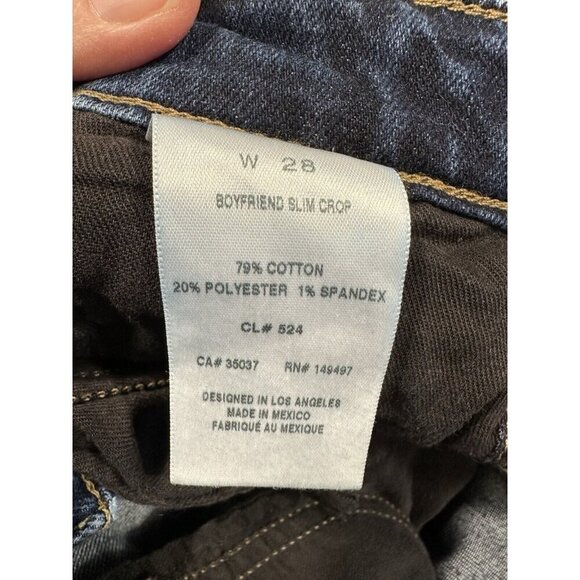 W 28
BOYFRIEND SLIM CROP
79% COTTON
20% POLYESTER 1% SPANDEX
CL# 524
CA# 35037 RN# 149497
DESIGNED IN LOS ANGELES
MADE IN MEXICO
FABRIQUÉ AU MEXIQUE